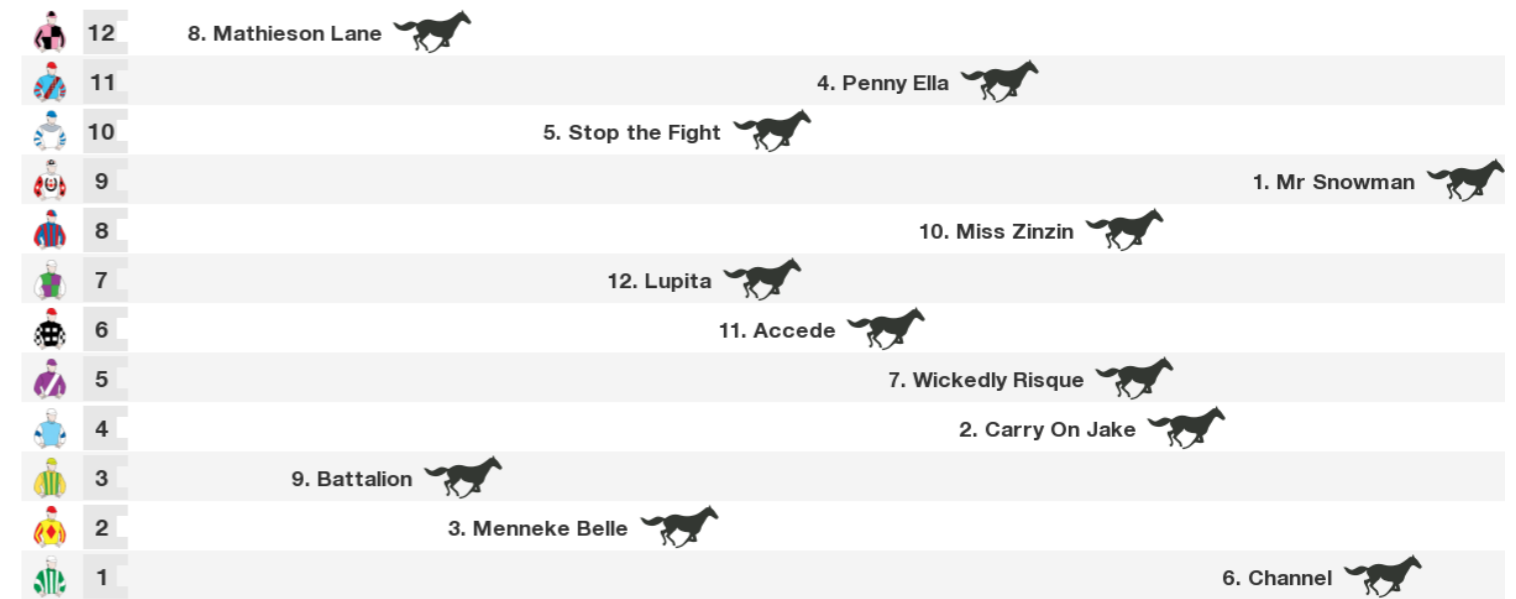 12 8. Mathieson Lane
11 4. Penny Ella
10 5. Stop the Fight
9 1. Mr Snowman
8 10. Miss Zinzin
7 12. Lupita
6 11. Accede
5 7. Wickedly Risque
4 2. Carry On Jake
3 9. Battalion
2 3. Menneke Belle
1 6. Channel